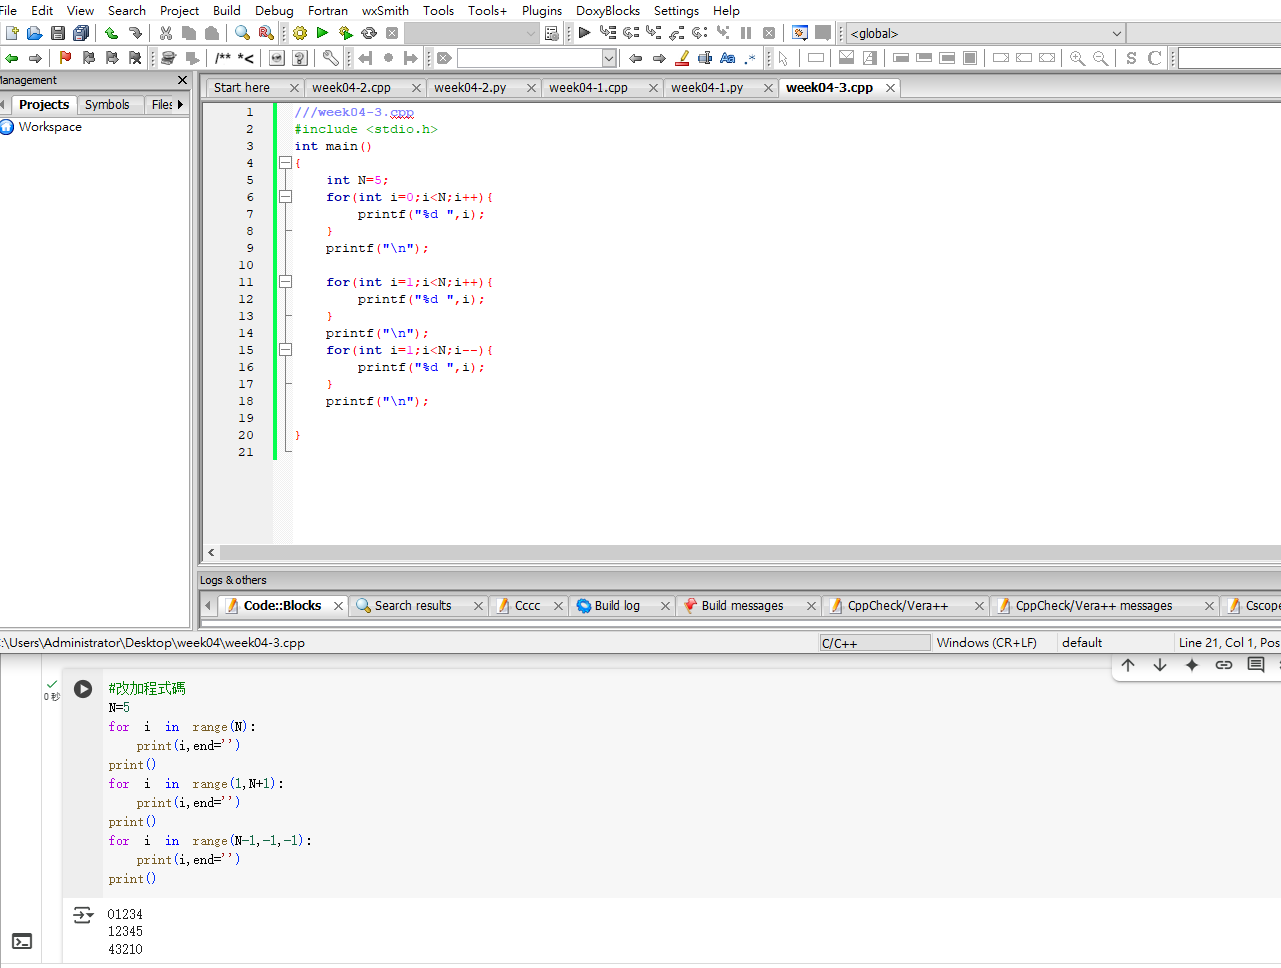 File Edit View Search Project Build Debug Fortran wxSmith Tools Tools+ Plugins DoxyBlocks Settings Help
<global>
/** *<
S C
Management
Projects Symbols Files
Workspace
Start here week04-2.cpp week04-2.py week04-1.cpp week04-1.py week04-3.cpp
1 ///week04-3.cpp
2 #include <stdio.h>
3 int main()
4 {
5 int N=5;
6 for(int i=0;i<N;i++){
7 printf("%d ",i);
8 }
9 printf("\n");
10
11 for(int i=1;i<N;i++){
12 printf("%d ",i);
13 }
14 printf("\n");
15 for(int i=1;i<N;i--){
16 printf("%d ",i);
17 }
18 printf("\n");
19
20 }
21
Logs & others
Code::Blocks Search results Cccc Build log Build messages CppCheck/Vera++ CppCheck/Vera++ messages Cscope
:\Users\Administrator\Desktop\week04\week04-3.cpp C/C++ Windows (CR+LF) default Line 21, Col 1, Pos
0 秒
#改加程式碼
N=5
for i in range(N):
print(i,end='')
print()
for i in range(1,N+1):
print(i,end='')
print()
for i in range(N-1,-1,-1):
print(i,end='')
print()
01234
12345
43210